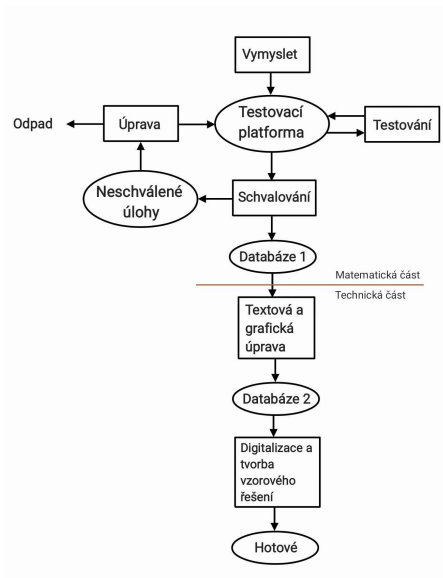 Vymyslet
Odpad
Úprava
Testovací
platforma
Testování
Neschválené
úlohy
Schvalování
Databáze 1
Matematická část
Technická část
Textová a
grafická
úprava
Databáze 2
Digitalizace a
tvorba
vzorového
řešení
Hotové